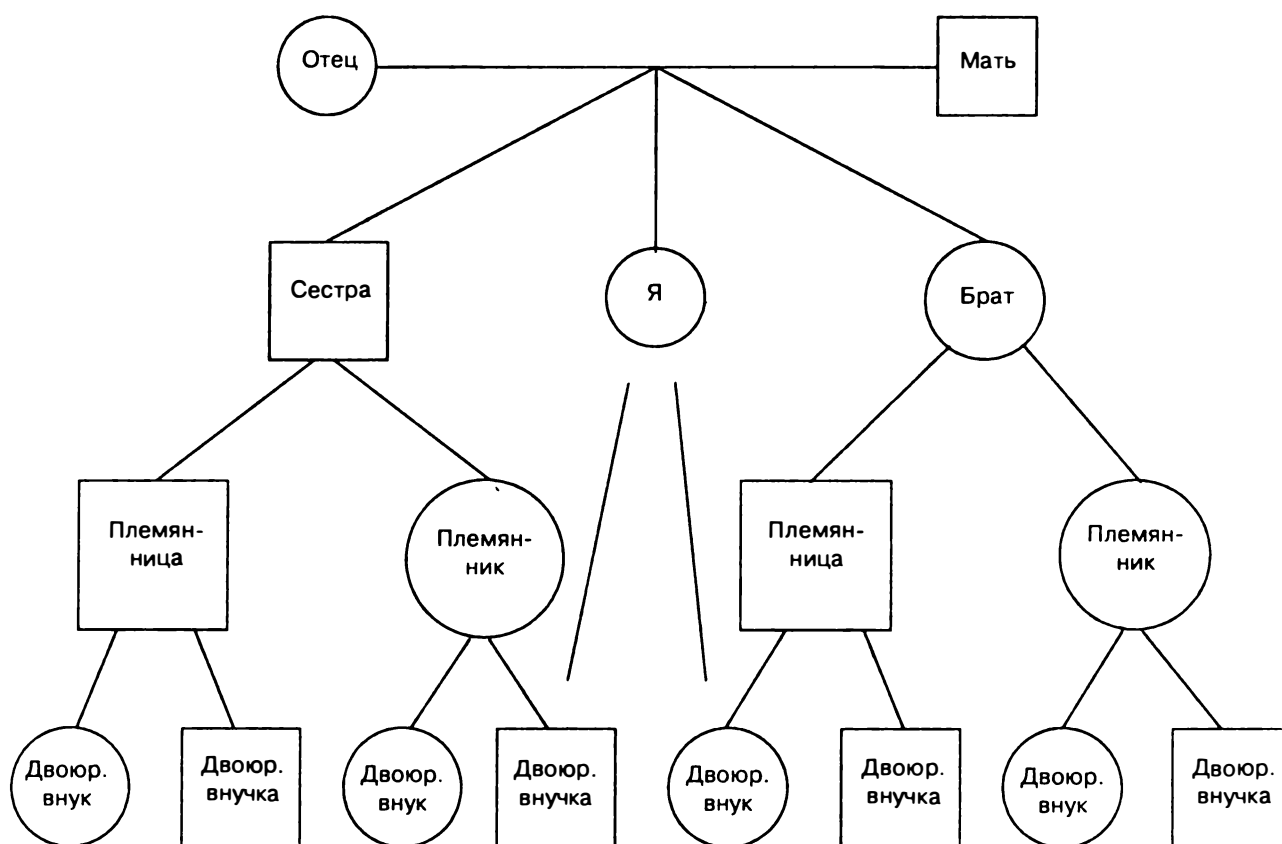 Отец
Мать
Сестра
Я
Брат
Племян-
ница
Племян-
ник
Племян-
ница
Племян-
ник
Двоюр.
внук
Двоюр.
внучка
Двоюр.
внук
Двоюр.
внучка
Двоюр.
внук
Двоюр.
внучка
Двоюр.
внук
Двоюр.
внучка